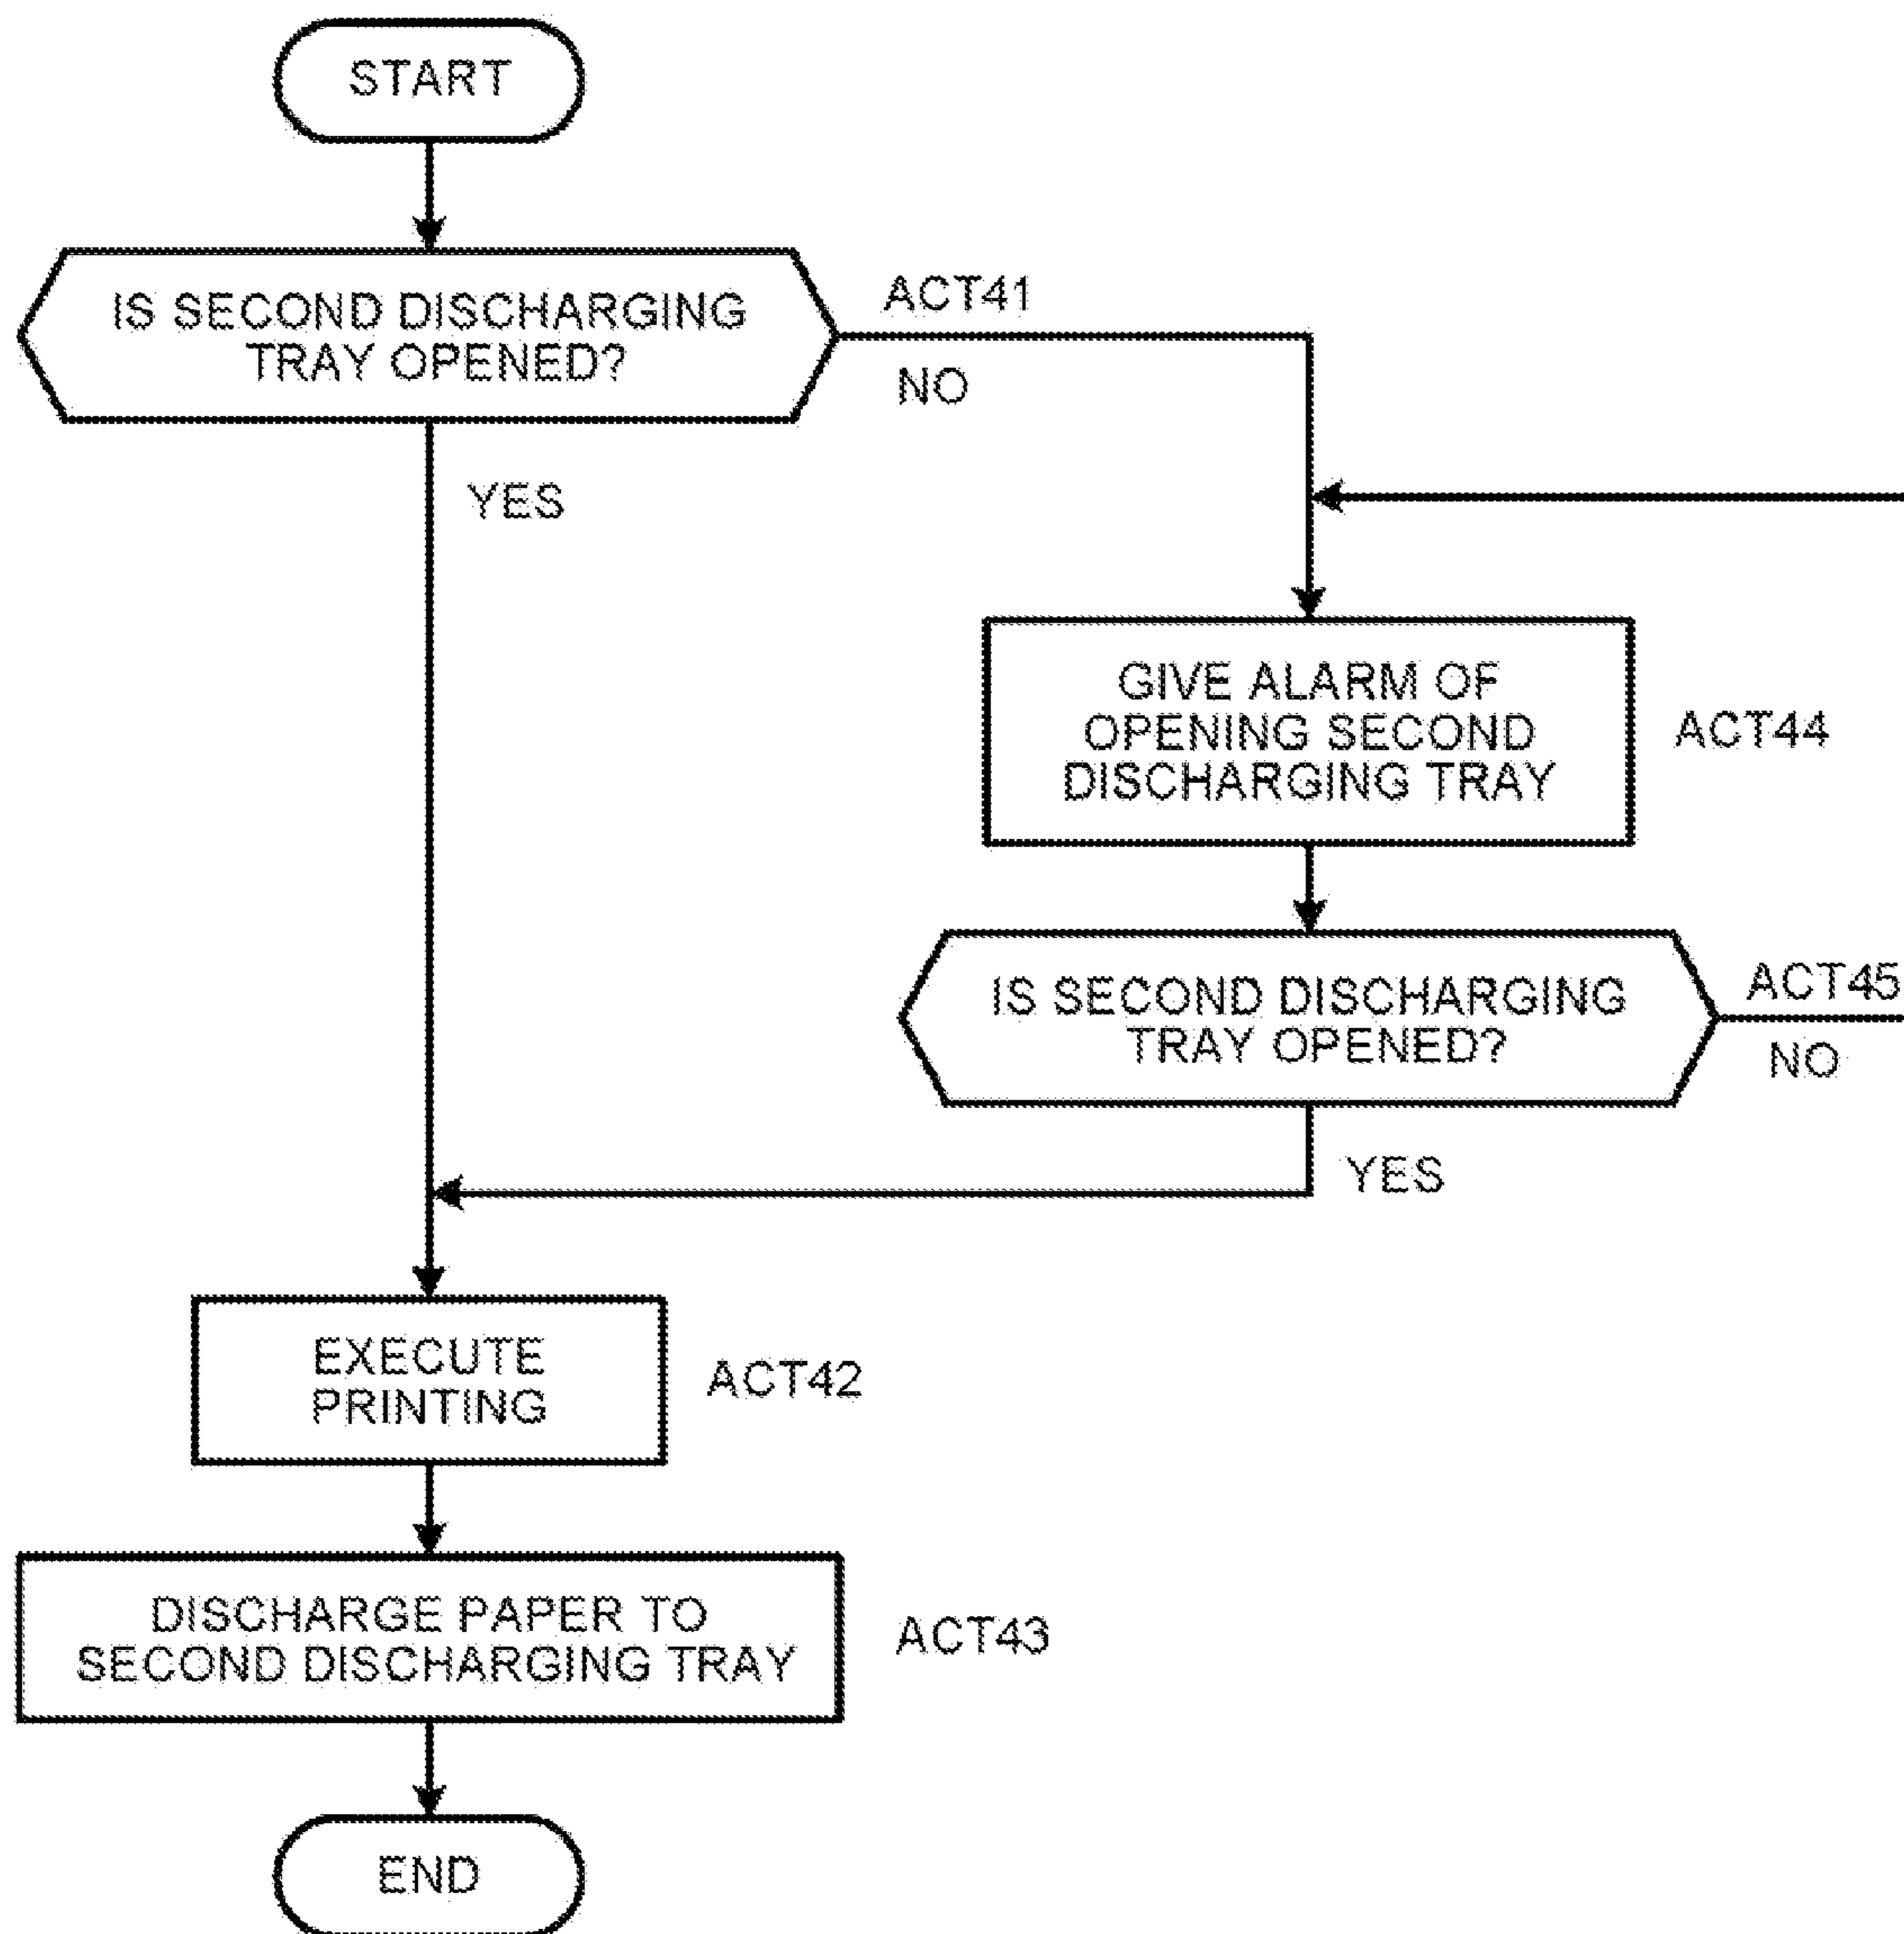 START
IS SECOND DISCHARGING
TRAY OPENED?
ACT41
NO
YES
GIVE ALARM OF
OPENING SECOND
DISCHARGING TRAY
ACT44
IS SECOND DISCHARGING
TRAY OPENED?
ACT45
NO
YES
EXECUTE
PRINTING
ACT42
DISCHARGE PAPER TO
SECOND DISCHARGING TRAY
ACT43
END